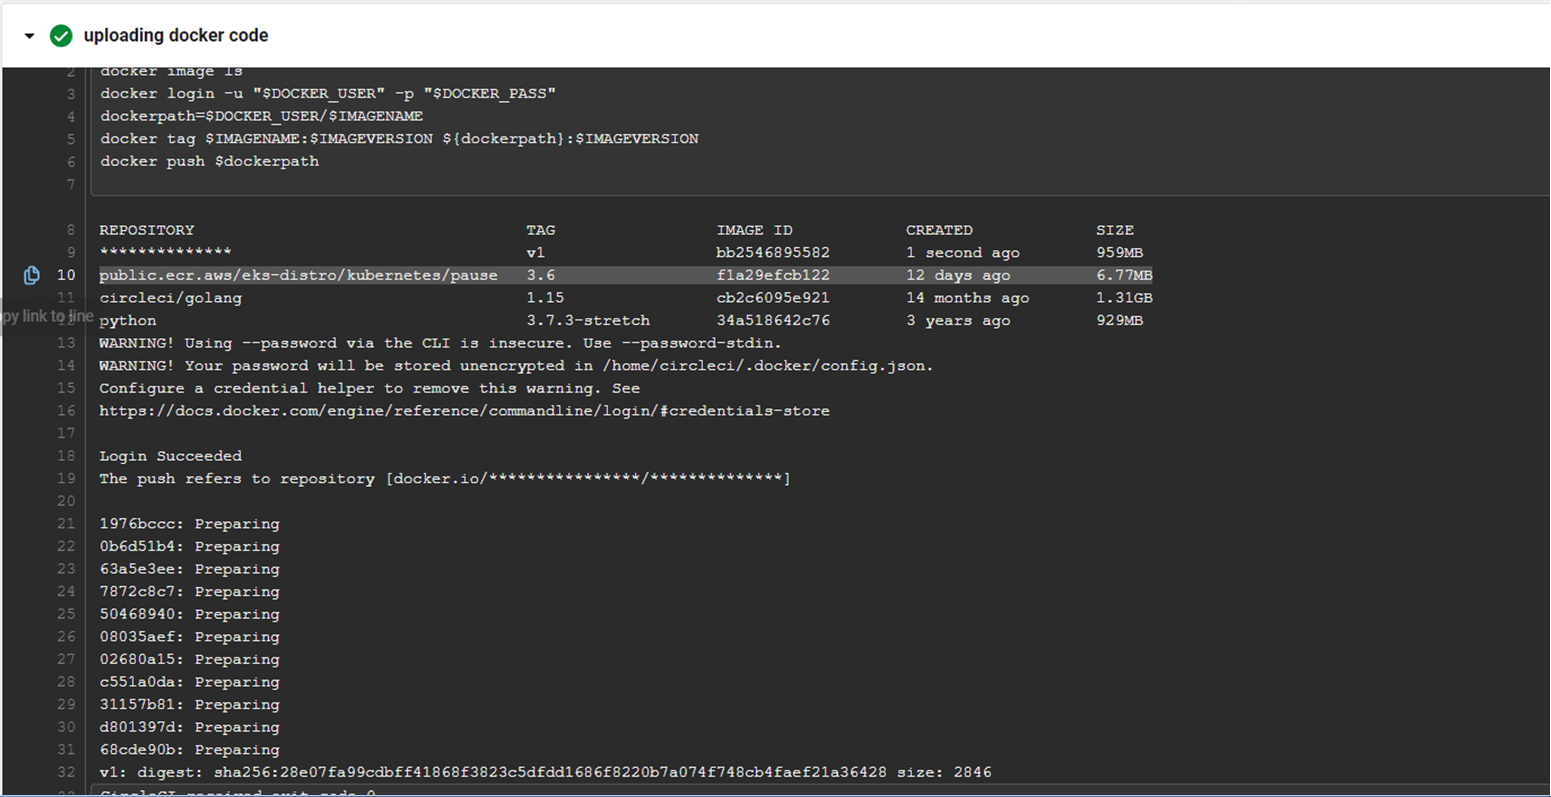 uploading docker code
2 docker image ls
3 docker login -u "$DOCKER_USER" -p "$DOCKER_PASS"
4 dockerpath=$DOCKER_USER/$IMAGENAME
5 docker tag $IMAGENAME:$IMAGEVERSION ${dockerpath}:$IMAGEVERSION
6 docker push $dockerpath
7
8 REPOSITORY TAG IMAGE ID CREATED SIZE
9 ************** v1 bb2546895582 1 second ago 959MB
10 public.ecr.aws/eks-distro/kubernetes/pause 3.6 f1a29efcb122 12 days ago 6.77MB
11 circleci/golang 1.15 cb2c6095e921 14 months ago 1.31GB
py link to line
12 python 3.7.3-stretch 34a518642c76 3 years ago 929MB
13 WARNING! Using --password via the CLI is insecure. Use --password-stdin.
14 WARNING! Your password will be stored unencrypted in /home/circleci/.docker/config.json.
15 Configure a credential helper to remove this warning. See
16 https://docs.docker.com/engine/reference/commandline/login/#credentials-store
17
18 Login Succeeded
19 The push refers to repository [docker.io/****************/**************]
20
21 1976bccc: Preparing
22 0b6d51b4: Preparing
23 63a5e3ee: Preparing
24 7872c8c7: Preparing
25 50468940: Preparing
26 08035aef: Preparing
27 02680a15: Preparing
28 c551a0da: Preparing
29 31157b81: Preparing
30 d801397d: Preparing
31 68cde90b: Preparing
32 v1: digest: sha256:28e07fa99cdbff41868f3823c5dfdd1686f8220b7a074f748cb4faef21a36428 size: 2846
33 CircleCI received exit code 0